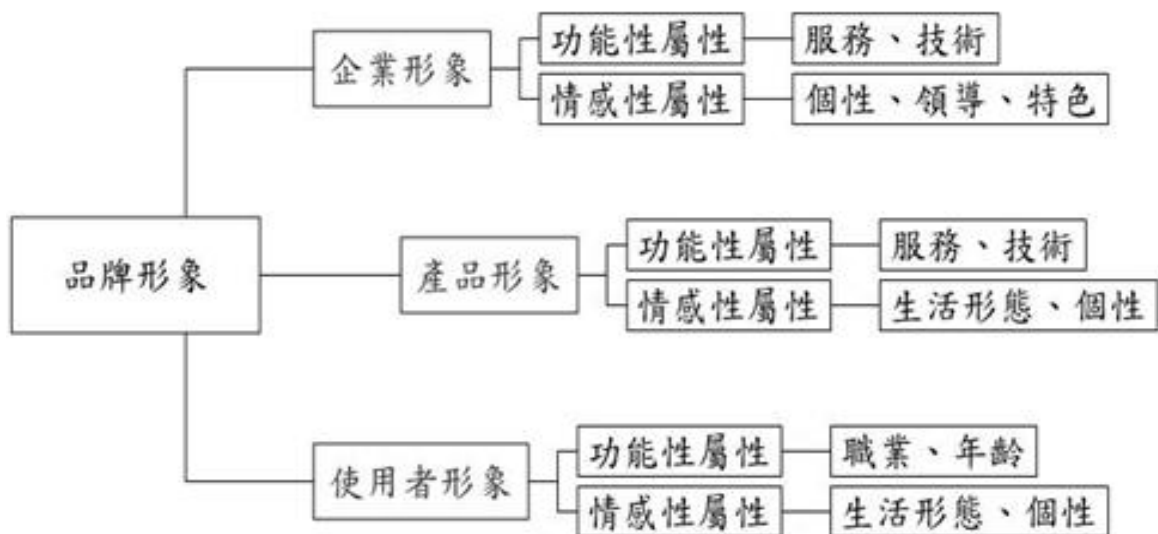 品牌形象
企業形象
功能性屬性
服務、技術
情感性屬性
個性、領導、特色
產品形象
功能性屬性
服務、技術
情感性屬性
生活形態、個性
使用者形象
功能性屬性
職業、年齡
情感性屬性
生活形態、個性